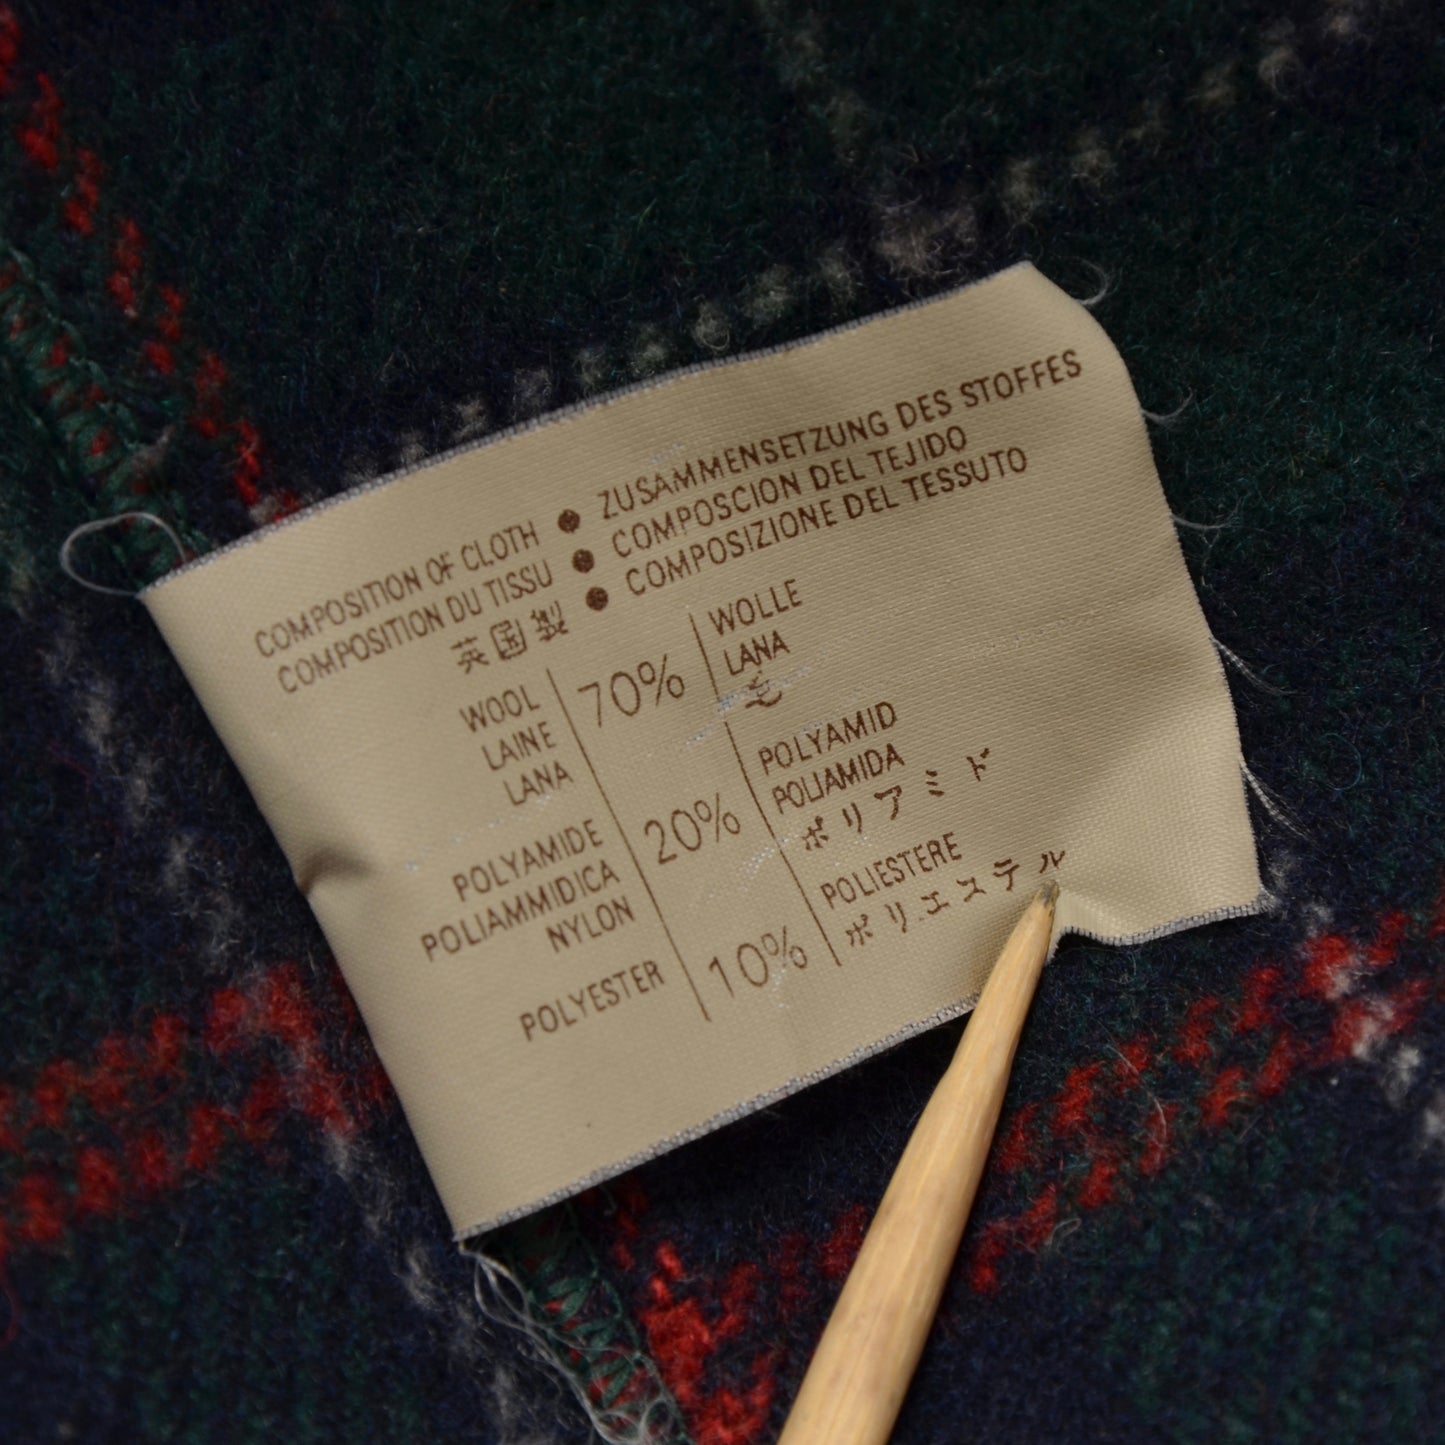 COMPOSITION OF CLOTH ● ZUSAMMENSETZUNG DES STOFFES
COMPOSITION DU TISSU ● COMPOSCION DEL TEJIDO
英国製 ● COMPOSIZIONE DEL TESSUTO
WOOL 70% WOLLE
LAINE LANA
LANA 毛
POLYAMIDE 20% POLYAMID
POLIAMMIDICA POLIAMIDA
NYLON ポリアミド
POLYESTER 10% POLIESTERE
ポリエステル